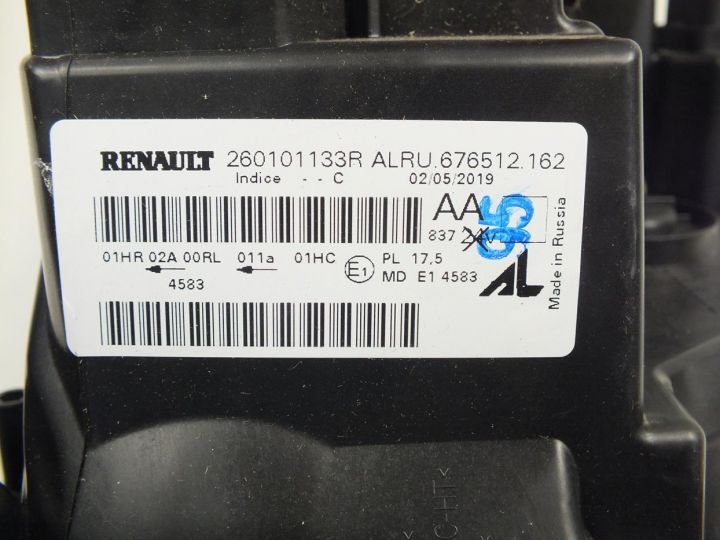 RENAULT 260101133R ALRU.676512.162
Indice - - C 02/05/2019
AA
837 24V
01HR 02A 00RL 011a 01HC E1 PL 17,5
4583 MD E1 4583
AL
Made in Russia